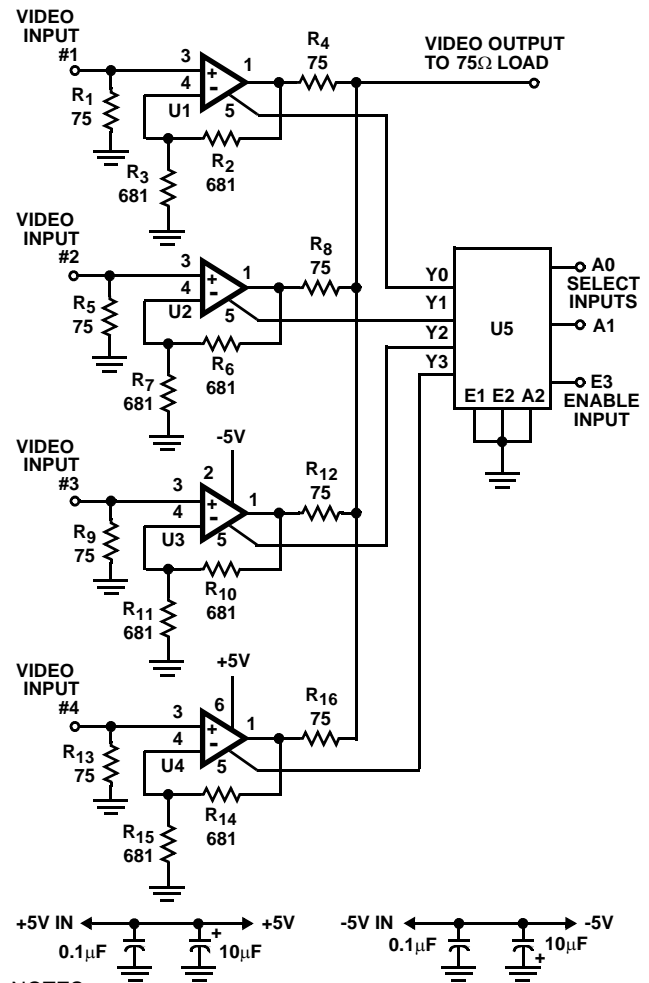 VIDEO
INPUT
#1
3
+
1
4
-
U1
5
R1
75
R2
681
R3
681
R4
75
VIDEO OUTPUT
TO 75Ω LOAD
VIDEO
INPUT
#2
3
+
1
4
-
U2
5
R5
75
R6
681
R7
681
R8
75
Y0
Y1
Y2
Y3
U5
E1 E2 A2
A0
SELECT
INPUTS
A1
E3
ENABLE
INPUT
VIDEO
INPUT
#3
-5V
2
3
+
1
4
-
U3
5
R9
75
R10
681
R11
681
R12
75
VIDEO
INPUT
#4
+5V
6
3
+
1
4
-
U4
5
R13
75
R14
681
R15
681
R16
75
+5V IN
+5V
0.1μF
+
10μF
-5V IN
-5V
0.1μF
10μF
+